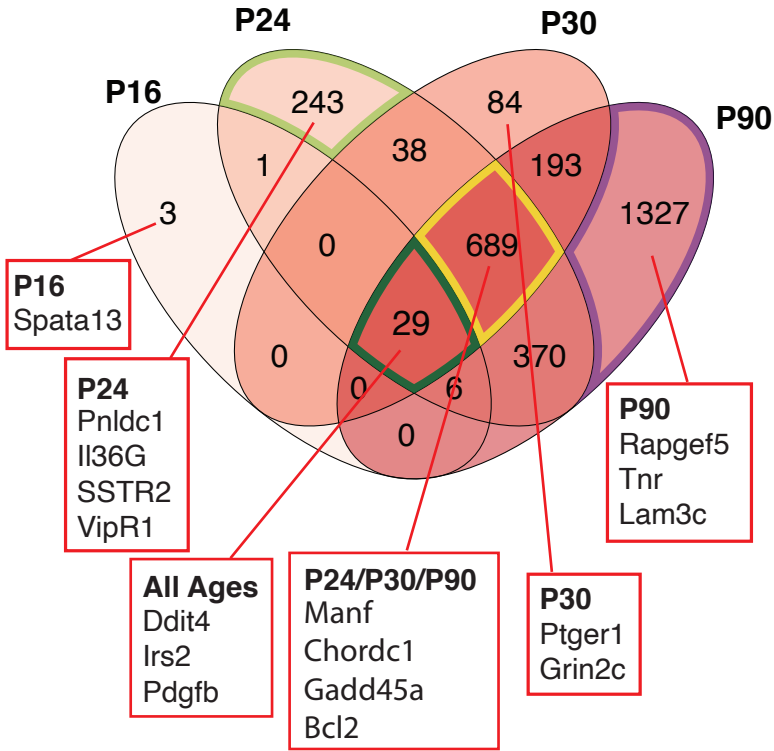 P24
P30
P16
P90
243
84
38
193
1
3
1327
0
689
29
0
370
0
6
0
P16
Spata13
P24
Pnldc1
Il36G
SSTR2
VipR1
P90
Rapgef5
Tnr
Lam3c
All Ages
Ddit4
Irs2
Pdgfb
P24/P30/P90
Manf
Chordc1
Gadd45a
Bcl2
P30
Ptger1
Grin2c